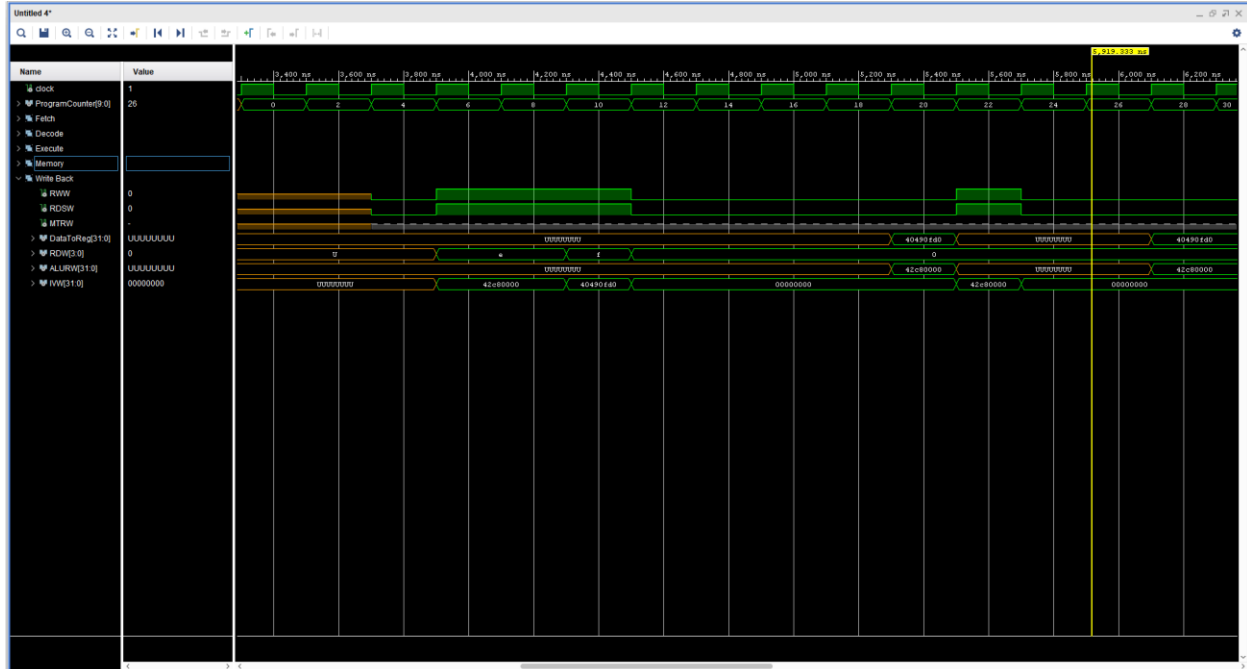 Untitled 4*
5,919.333 ns
Name Value
3,400 ns 3,600 ns 3,800 ns 4,000 ns 4,200 ns 4,400 ns 4,600 ns 4,800 ns 5,000 ns 5,200 ns 5,400 ns 5,600 ns 5,800 ns 6,000 ns 6,200 ns
clock 1
ProgramCounter[9:0] 26 0 2 4 6 8 10 12 14 16 18 20 22 24 26 28 30
Fetch
Decode
Execute
Memory
Write Back
RWW 0
RDSW 0
MTRW -
DataToReg[31:0] UUUUUUUU UUUUUUUU 40490fd0 UUUUUUUU 40490fd0
RDW[3:0] 0 U e f 0
ALURW[31:0] UUUUUUUU UUUUUUUU 42c80000 UUUUUUUU 42c80000
IVW[31:0] 00000000 UUUUUUUU 42c80000 40490fd0 00000000 42c80000 00000000